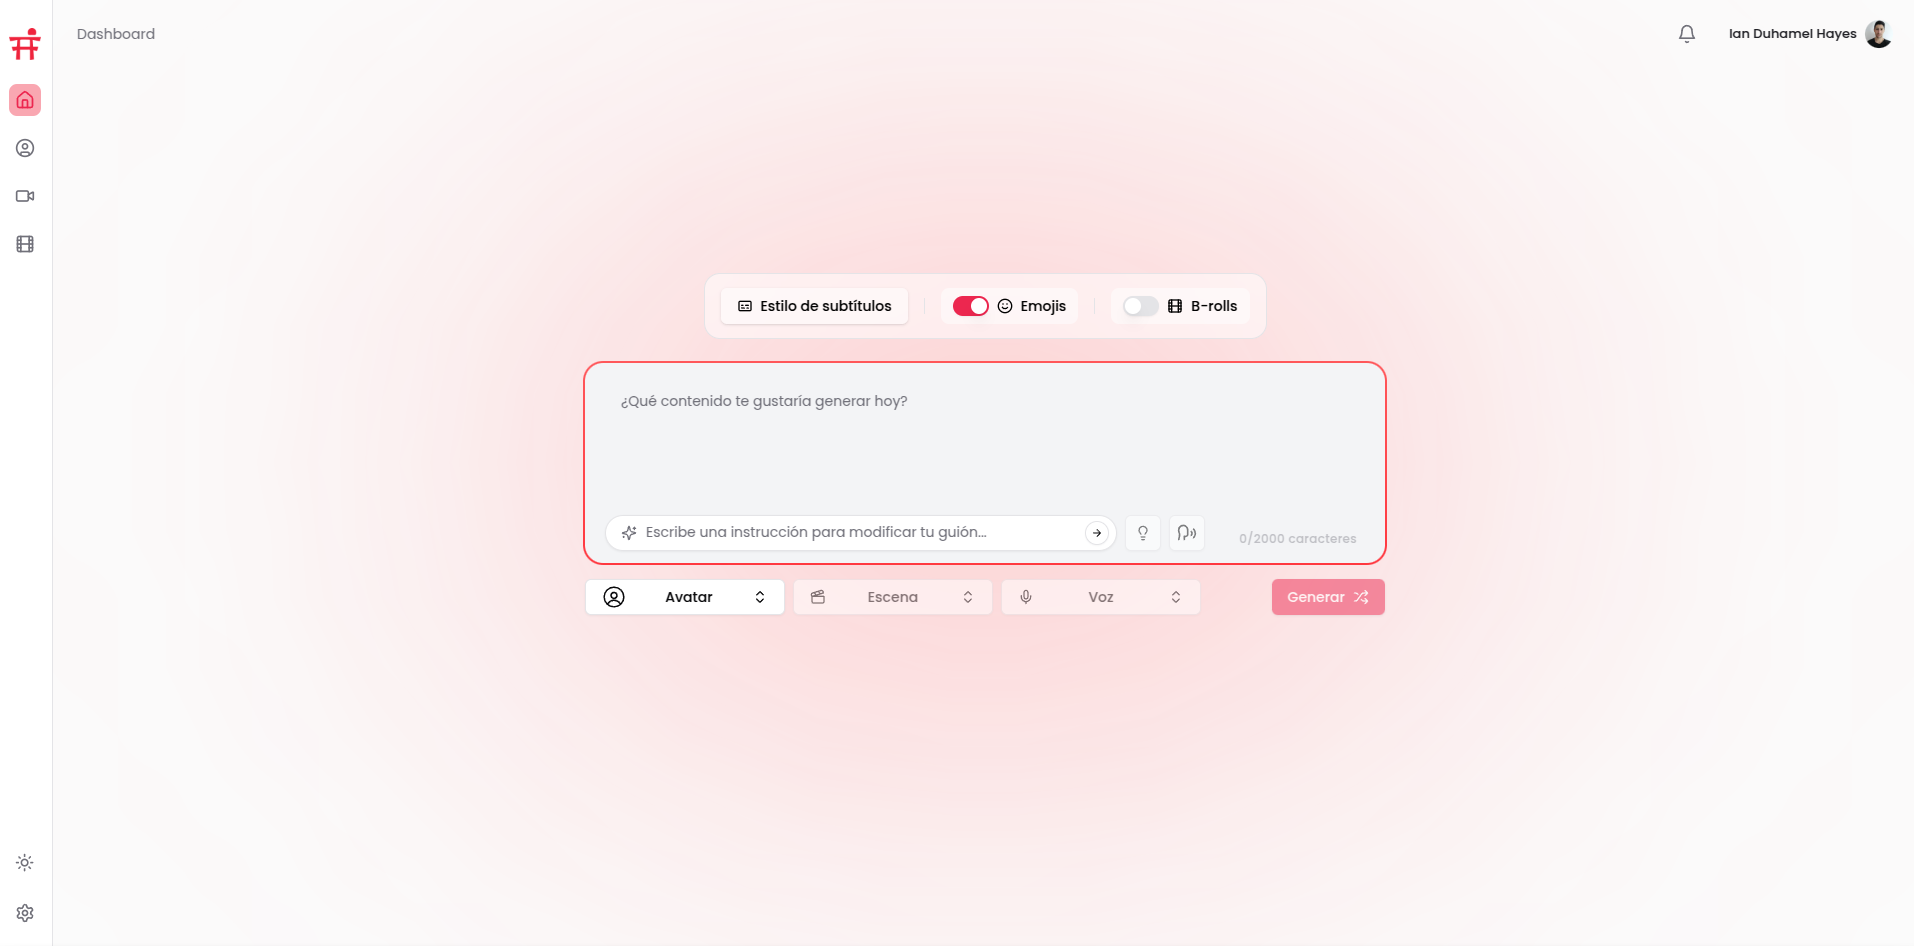 Dashboard
Ian Duhamel Hayes
Estilo de subtítulos
Emojis
B-rolls
¿Qué contenido te gustaría generar hoy?
Escribe una instrucción para modificar tu guión...
0/2000 caracteres
Avatar
Escena
Voz
Generar